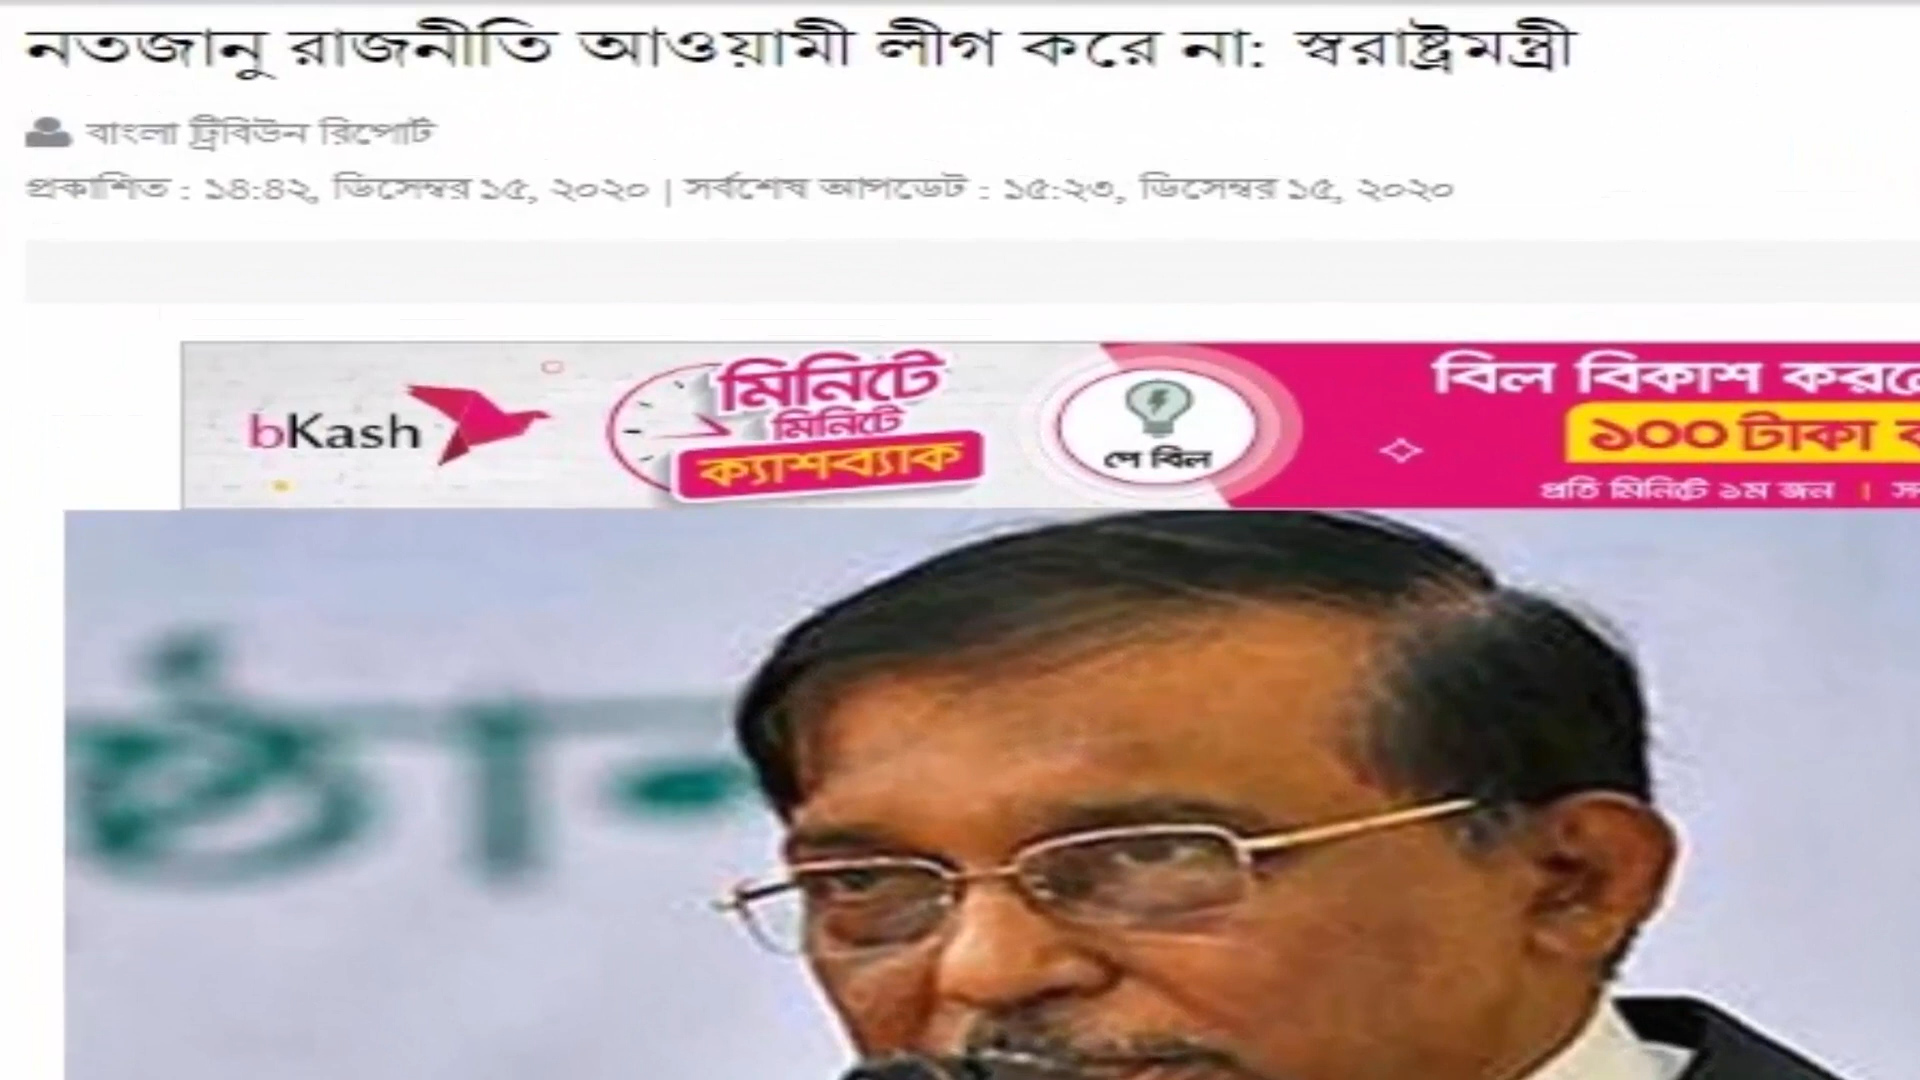 নতজানু রাজনীতি আওয়ামী লীগ করে না: স্বরাষ্ট্রমন্ত্রী
বাংলা ট্রিবিউন রিপোর্ট
প্রকাশিত : ১৪:৪২, ডিসেম্বর ১৫, ২০২০ | সর্বশেষ আপডেট : ১৫:২৩, ডিসেম্বর ১৫, ২০২০
bKash
মিনিটে
মিনিটে
ক্যাশব্যাক
পে বিল
বিল বিকাশ করলে
১০০ টাকা
প্রতি মিনিটে ১ম জন |